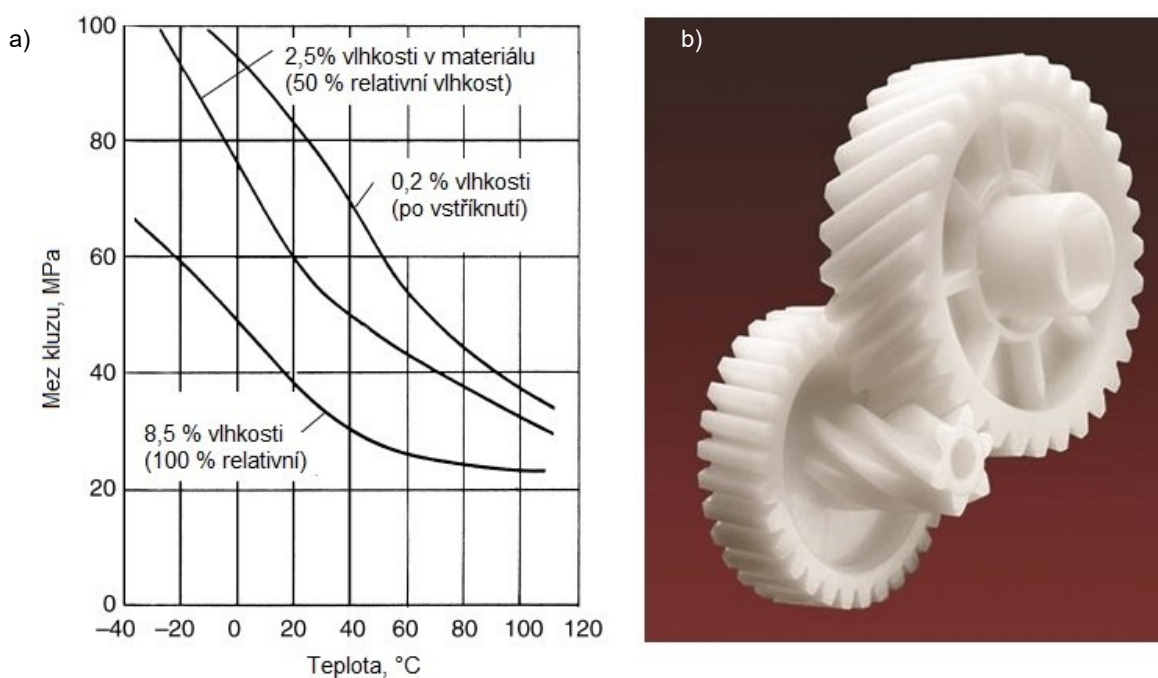 a)
100
80
60
40
20
0
Mez kluzu, MPa
2,5% vlhkosti v materiálu
(50 % relativní vlhkost)
0,2 % vlhkosti
(po vstříknutí)
8,5 % vlhkosti
(100 % relativní)
–40 –20 0 20 40 60 80 100 120
Teplota, °C
b)